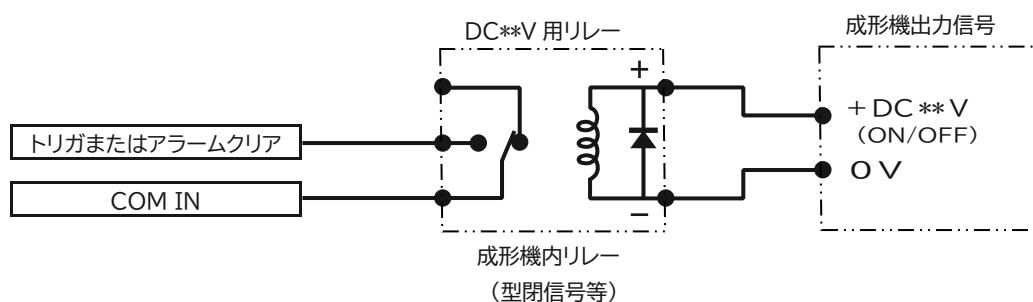 DC**V 用リレー
成形機出力信号
+
+DC**V
(ON/OFF)
0V
トリガまたはアラームクリア
COM IN
−
成形機内リレー
(型閉信号等)